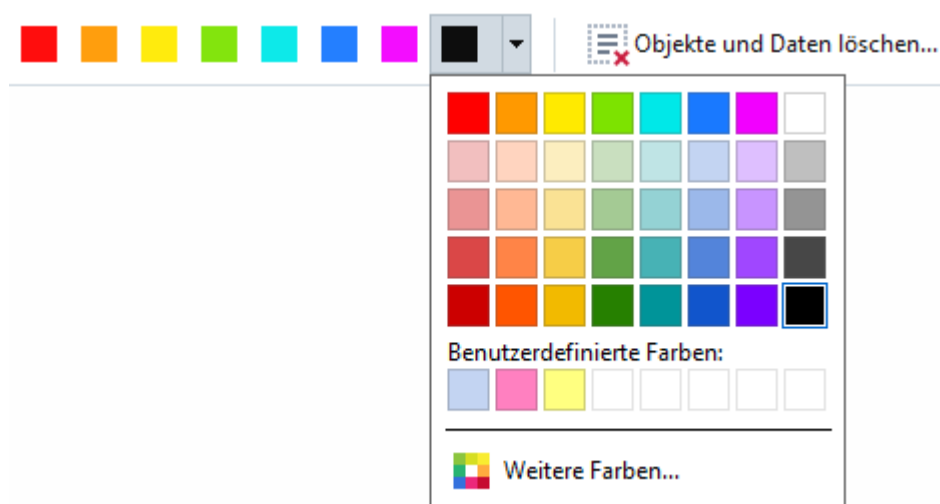 Objekte und Daten löschen...
Benutzerdefinierte Farben:
Weitere Farben...